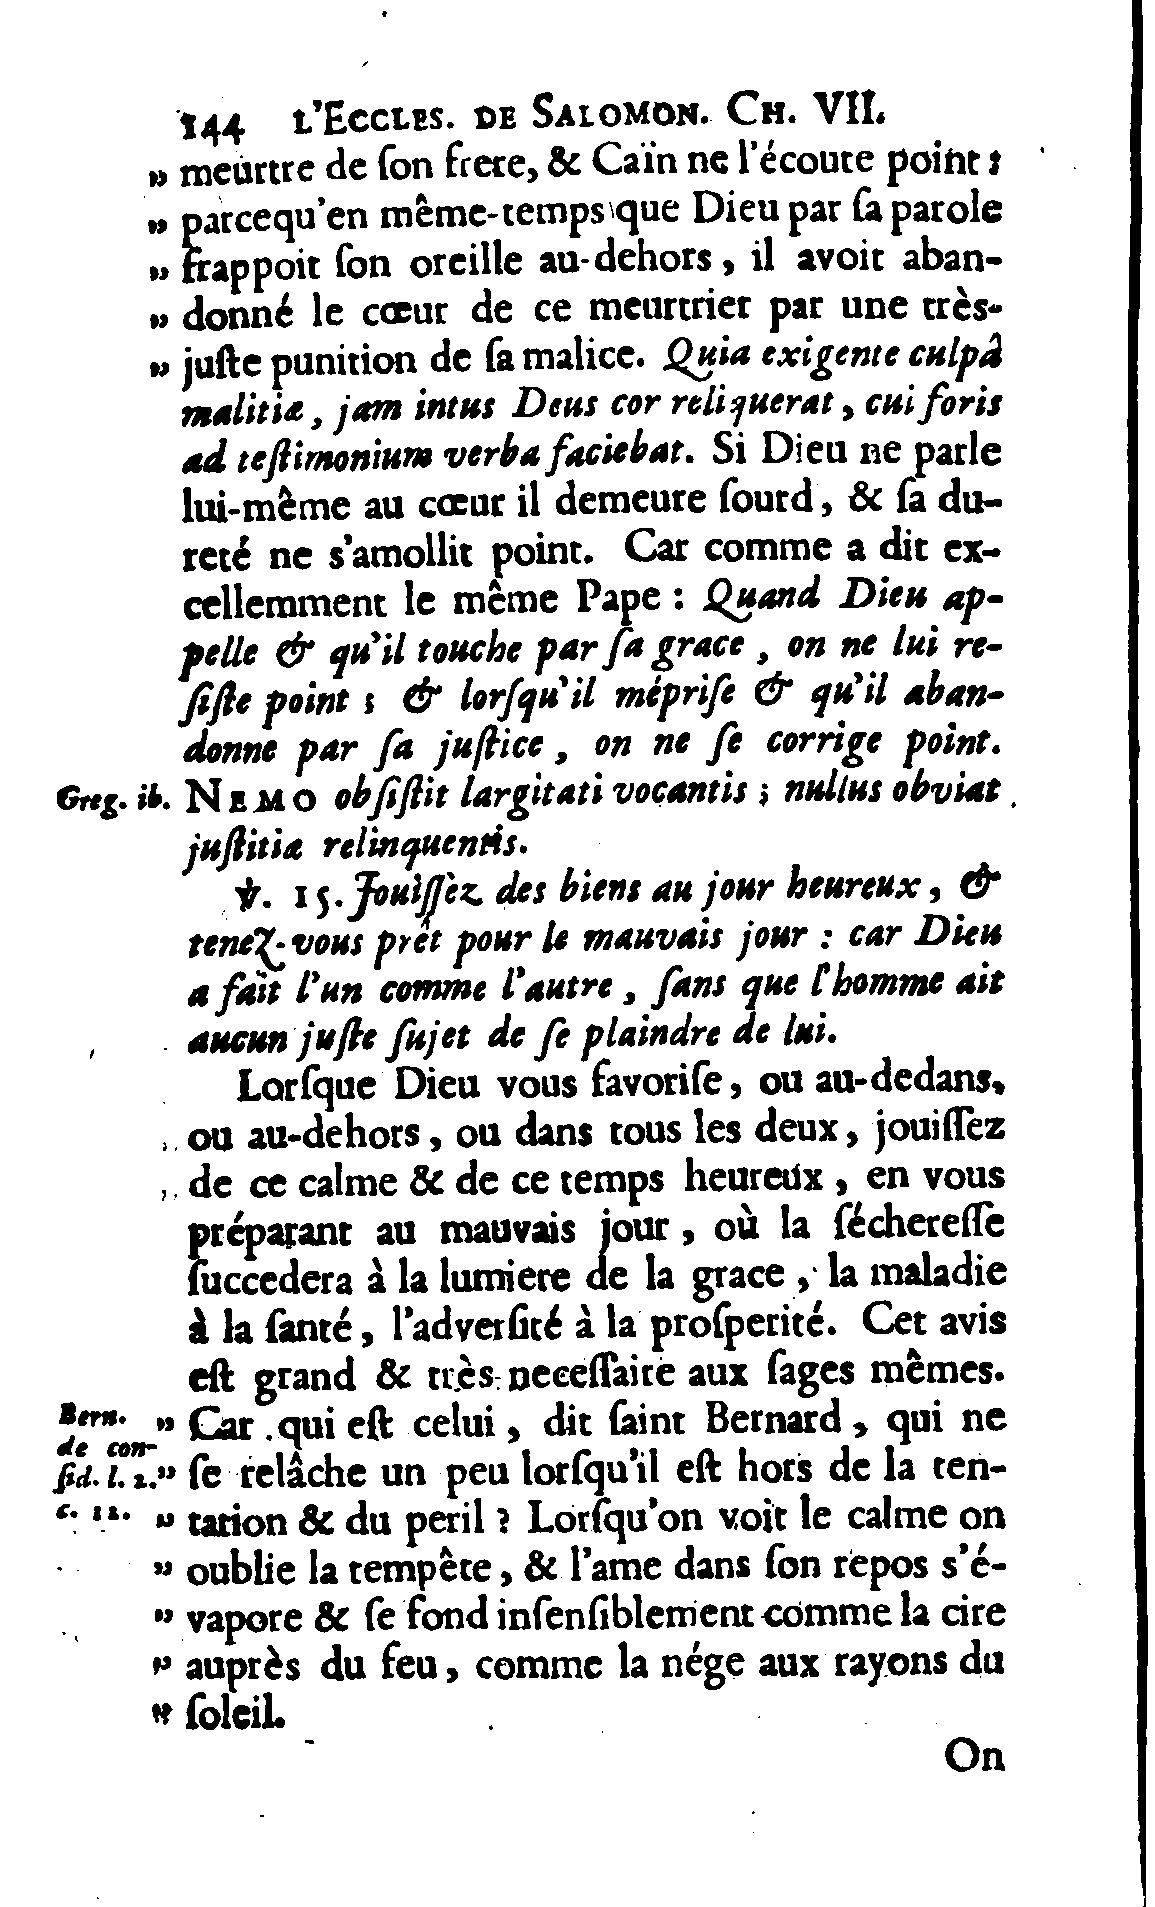 144 L'ECCLES. DE SALOMON. CH. VII.
„ meurtre de ſon frere, & Caïn ne l'écoute point :
„ parcequ'en même-temps que Dieu par ſa parole
„ frappoit ſon oreille au-dehors, il avoit aban-
„ donné le cœur de ce meurtrier par une très-
„ juſte punition de ſa malice. Quia exigente culpâ
malitiæ, jam intus Deus cor reliquerat, cui foris
ad teſtimonium verba faciebat. Si Dieu ne parle
lui-même au cœur il demeure ſourd, & ſa du-
reté ne s'amollit point. Car comme a dit ex-
cellemment le même Pape : Quand Dieu ap-
pelle & qu'il touche par ſa grace, on ne lui re-
ſiſte point ; & lorſqu'il mépriſe & qu'il aban-
donne par ſa juſtice, on ne ſe corrige point.
Greg. ib. NEMO obſiſtit largitati vocantis ; nullus obviat
juſtitiæ relinquentis.
℣. 15. Jouiſſez des biens au jour heureux, &
tenez-vous prêt pour le mauvais jour : car Dieu
a fait l'un comme l'autre, ſans que l'homme ait
aucun juſte ſujet de ſe plaindre de lui.
Lorſque Dieu vous favoriſe, ou au-dedans,
ou au-dehors, ou dans tous les deux, jouiſſez
de ce calme & de ce temps heureux, en vous
préparant au mauvais jour, où la ſéchereſſe
ſuccedera à la lumiere de la grace, la maladie
à la ſanté, l'adverſité à la proſperité. Cet avis
eſt grand & très-neceſſaire aux ſages mêmes.
Bern. „ Car qui eſt celui, dit ſaint Bernard, qui ne
de con-
ſid. l. 2. „ ſe relâche un peu lorſqu'il eſt hors de la ten-
c. 12. „ tation & du peril ? Lorſqu'on voit le calme on
„ oublie la tempête, & l'ame dans ſon repos s'é-
„ vapore & ſe fond inſenſiblement comme la cire
„ auprès du feu, comme la nége aux rayons du
„ ſoleil.
On